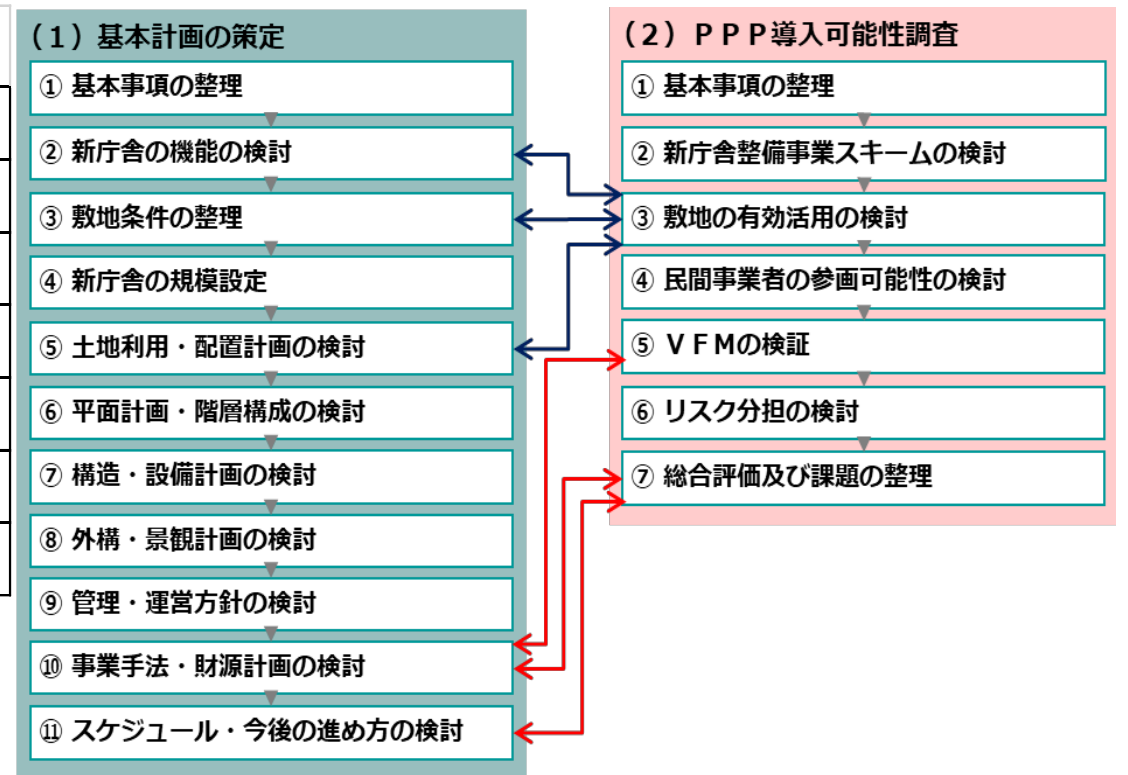 （１）基本計画の策定
① 基本事項の整理
② 新庁舎の機能の検討
③ 敷地条件の整理
④ 新庁舎の規模設定
⑤ 土地利用・配置計画の検討
⑥ 平面計画・階層構成の検討
⑦ 構造・設備計画の検討
⑧ 外構・景観計画の検討
⑨ 管理・運営方針の検討
⑩ 事業手法・財源計画の検討
⑪ スケジュール・今後の進め方の検討
（２）ＰＰＰ導入可能性調査
① 基本事項の整理
② 新庁舎整備事業スキームの検討
③ 敷地の有効活用の検討
④ 民間事業者の参画可能性の検討
⑤ ＶＦＭの検証
⑥ リスク分担の検討
⑦ 総合評価及び課題の整理